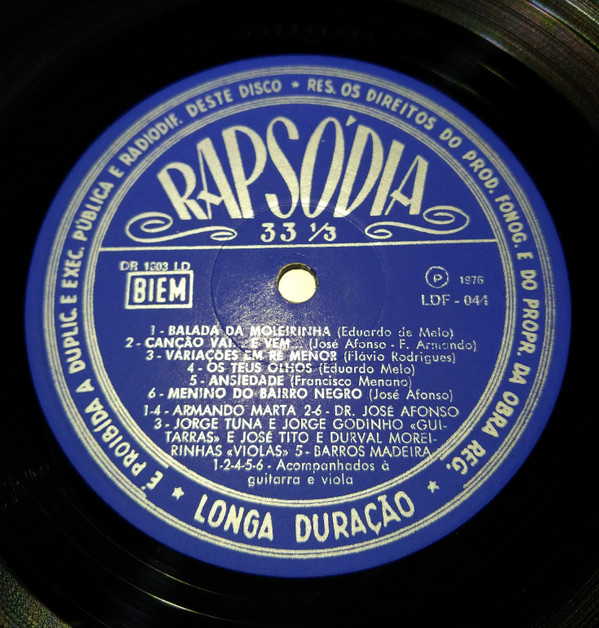 É PROIBIDA A DUPLIC. E EXEC. PÚBLICA E RADIODIF. DESTE DISCO ★ RES. OS DIREITOS DO PROD. FONOG. E DO PROPR. DA OBRA REG. ★
RAPSÓDIA
33 1/3
DR 1303 LD
BIEM
Ⓟ 1976
LDF - 044
1 - BALADA DA MOLEIRINHA (Eduardo de Melo)
2 - CANÇÃO VAI... E VEM... (José Afonso - F. Armando)
3 - VARIAÇÕES EM RÉ MENOR (Flávio Rodrigues)
4 - OS TEUS OLHOS (Eduardo Melo)
5 - ANSIEDADE (Francisco Menano)
6 - MENINO DO BAIRRO NEGRO (José Afonso)
1-4 - ARMANDO MARTA 2-6 - DR. JOSÉ AFONSO
3 - JORGE TUNA E JORGE GODINHO «GUI-
TARRAS» E JOSÉ TITO E DURVAL MOREI-
RINHAS «VIOLAS» 5 - BARROS MADEIRA
1-2-4-5-6 - Acompanhados à
guitarra e viola
★ LONGA DURAÇÃO ★